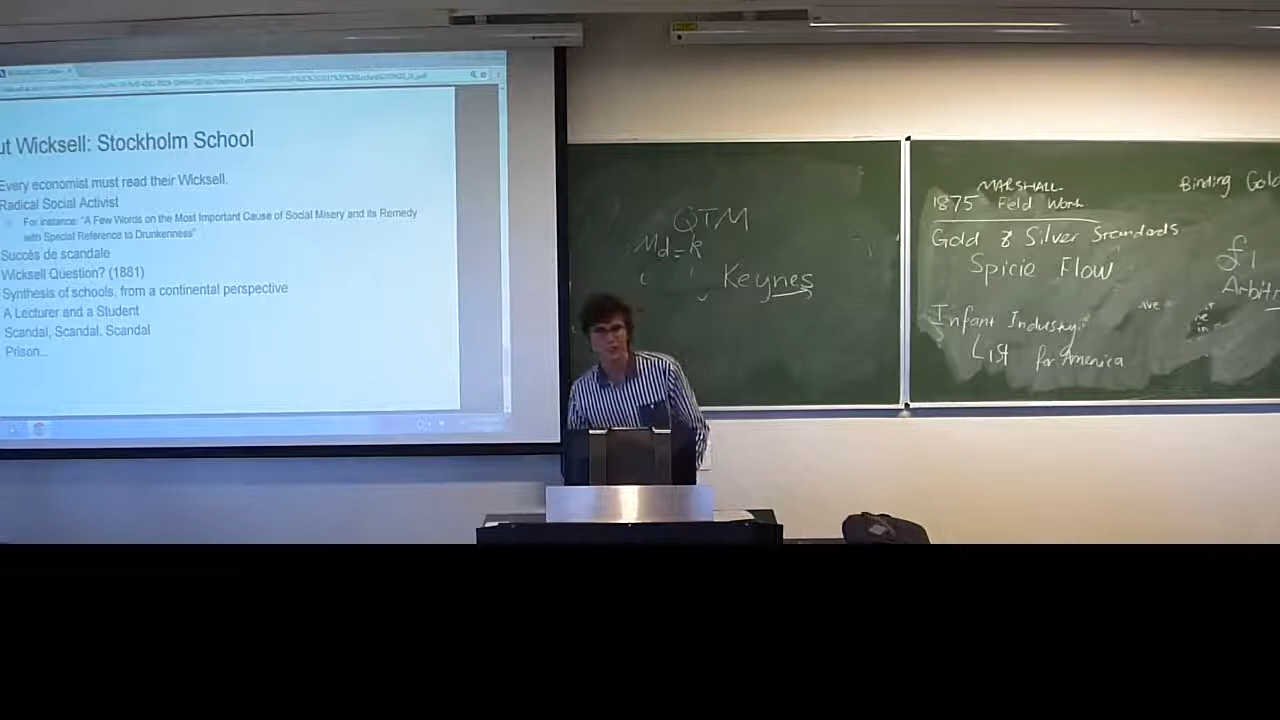 ut Wicksell: Stockholm School
Every economist must read their Wicksell.
Radical Social Activist
For instance: "A Few Words on the Most Important Cause of Social Misery and its Remedy
with Special Reference to Drunkenness"
Succès de scandale
Wicksell Question? (1881)
Synthesis of schools, from a continental perspective
A Lecturer and a Student
Scandal, Scandal, Scandal
Prison...
QTM
Md = k
Keynes
MARSHALL
1875 Field Work
Gold & Silver Standards
Spicie Flow
Infant Industry
List for America
Binding Gold
£1
Arbitr